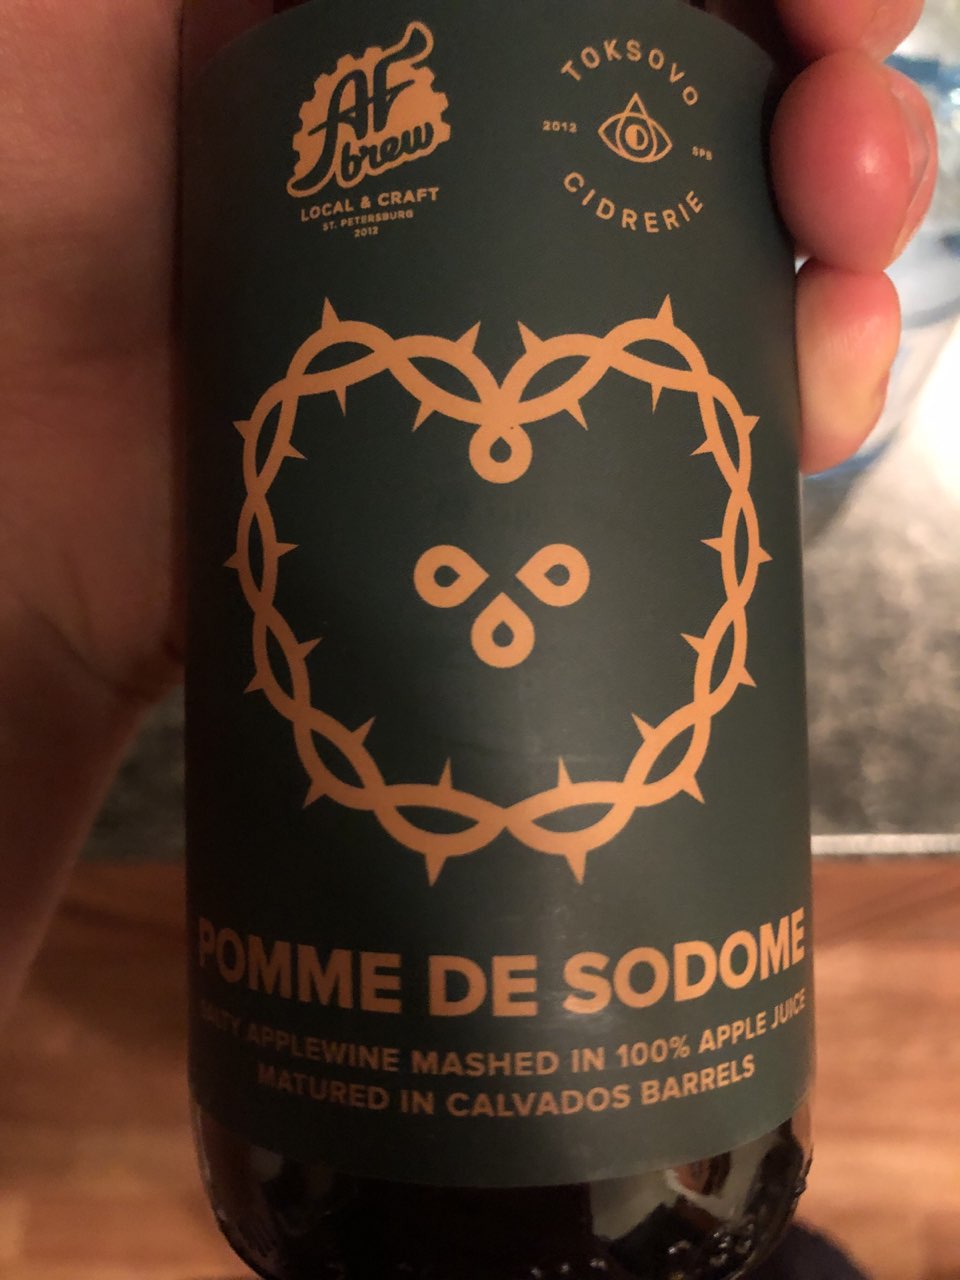 AF
brew
LOCAL & CRAFT
ST. PETERSBURG
2012
TOKSOVO
2012
SPB
CIDRERIE
POMME DE SODOME
SALTY APPLEWINE MASHED IN 100% APPLE JUICE
MATURED IN CALVADOS BARRELS